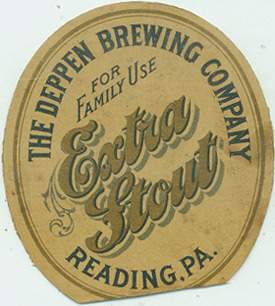 THE DEPPEN BREWING COMPANY
FOR
FAMILY USE
Extra
Stout
READING, PA.